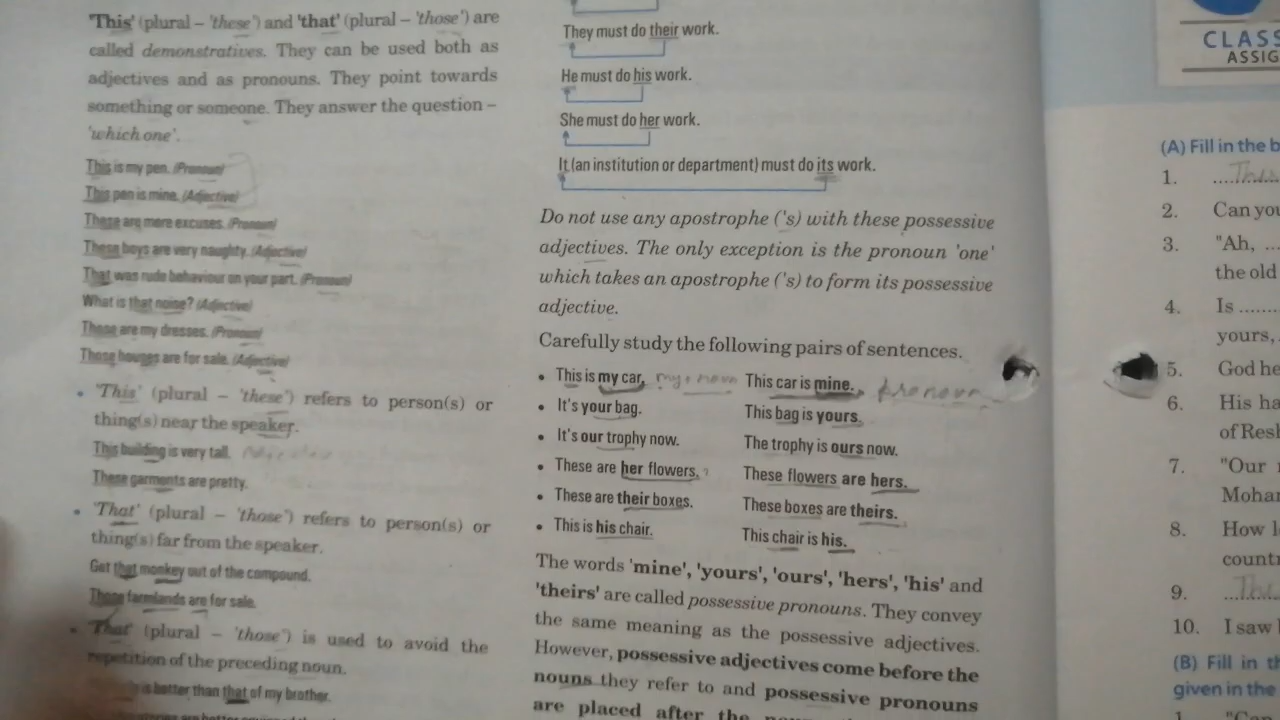 'This' (plural – 'these') and 'that' (plural – 'those') are
called demonstratives. They can be used both as
adjectives and as pronouns. They point towards
something or someone. They answer the question –
'which one'.
This is my pen. (Pronoun)
This pen is mine. (Adjective)
These are mere excuses. (Pronoun)
These boys are very naughty. (Adjective)
That was rude behaviour on your part. (Pronoun)
What is that noise? (Adjective)
These are my dresses. (Pronoun)
Those houses are for sale. (Adjective)
• 'This' (plural – 'these') refers to person(s) or
thing(s) near the speaker.
This building is very tall.
These garments are pretty.
• 'That' (plural – 'those') refers to person(s) or
thing(s) far from the speaker.
Get that monkey out of the compound.
Those farmlands are for sale.
• 'That' (plural – 'those') is used to avoid the
repetition of the preceding noun.
is better than that of my brother.
They must do their work.
He must do his work.
She must do her work.
It (an institution or department) must do its work.
Do not use any apostrophe ('s) with these possessive
adjectives. The only exception is the pronoun 'one'
which takes an apostrophe ('s) to form its possessive
adjective.
Carefully study the following pairs of sentences.
• This is my car, This car is mine. pronoun
• It's your bag. This bag is yours.
• It's our trophy now. The trophy is ours now.
• These are her flowers. These flowers are hers.
• These are their boxes. These boxes are theirs.
• This is his chair. This chair is his.
The words 'mine', 'yours', 'ours', 'hers', 'his' and
'theirs' are called possessive pronouns. They convey
the same meaning as the possessive adjectives.
However, possessive adjectives come before the
nouns they refer to and possessive pronouns
are placed after the
CLASS
ASSIG
(A) Fill in the b
1. ....This
2. Can you
3. "Ah, ...
the old
4. Is .......
yours,
5. God he
6. His ha
of Resl
7. "Our
Mohar
8. How l
countr
9. ...
10. I saw
(B) Fill in th
given in the